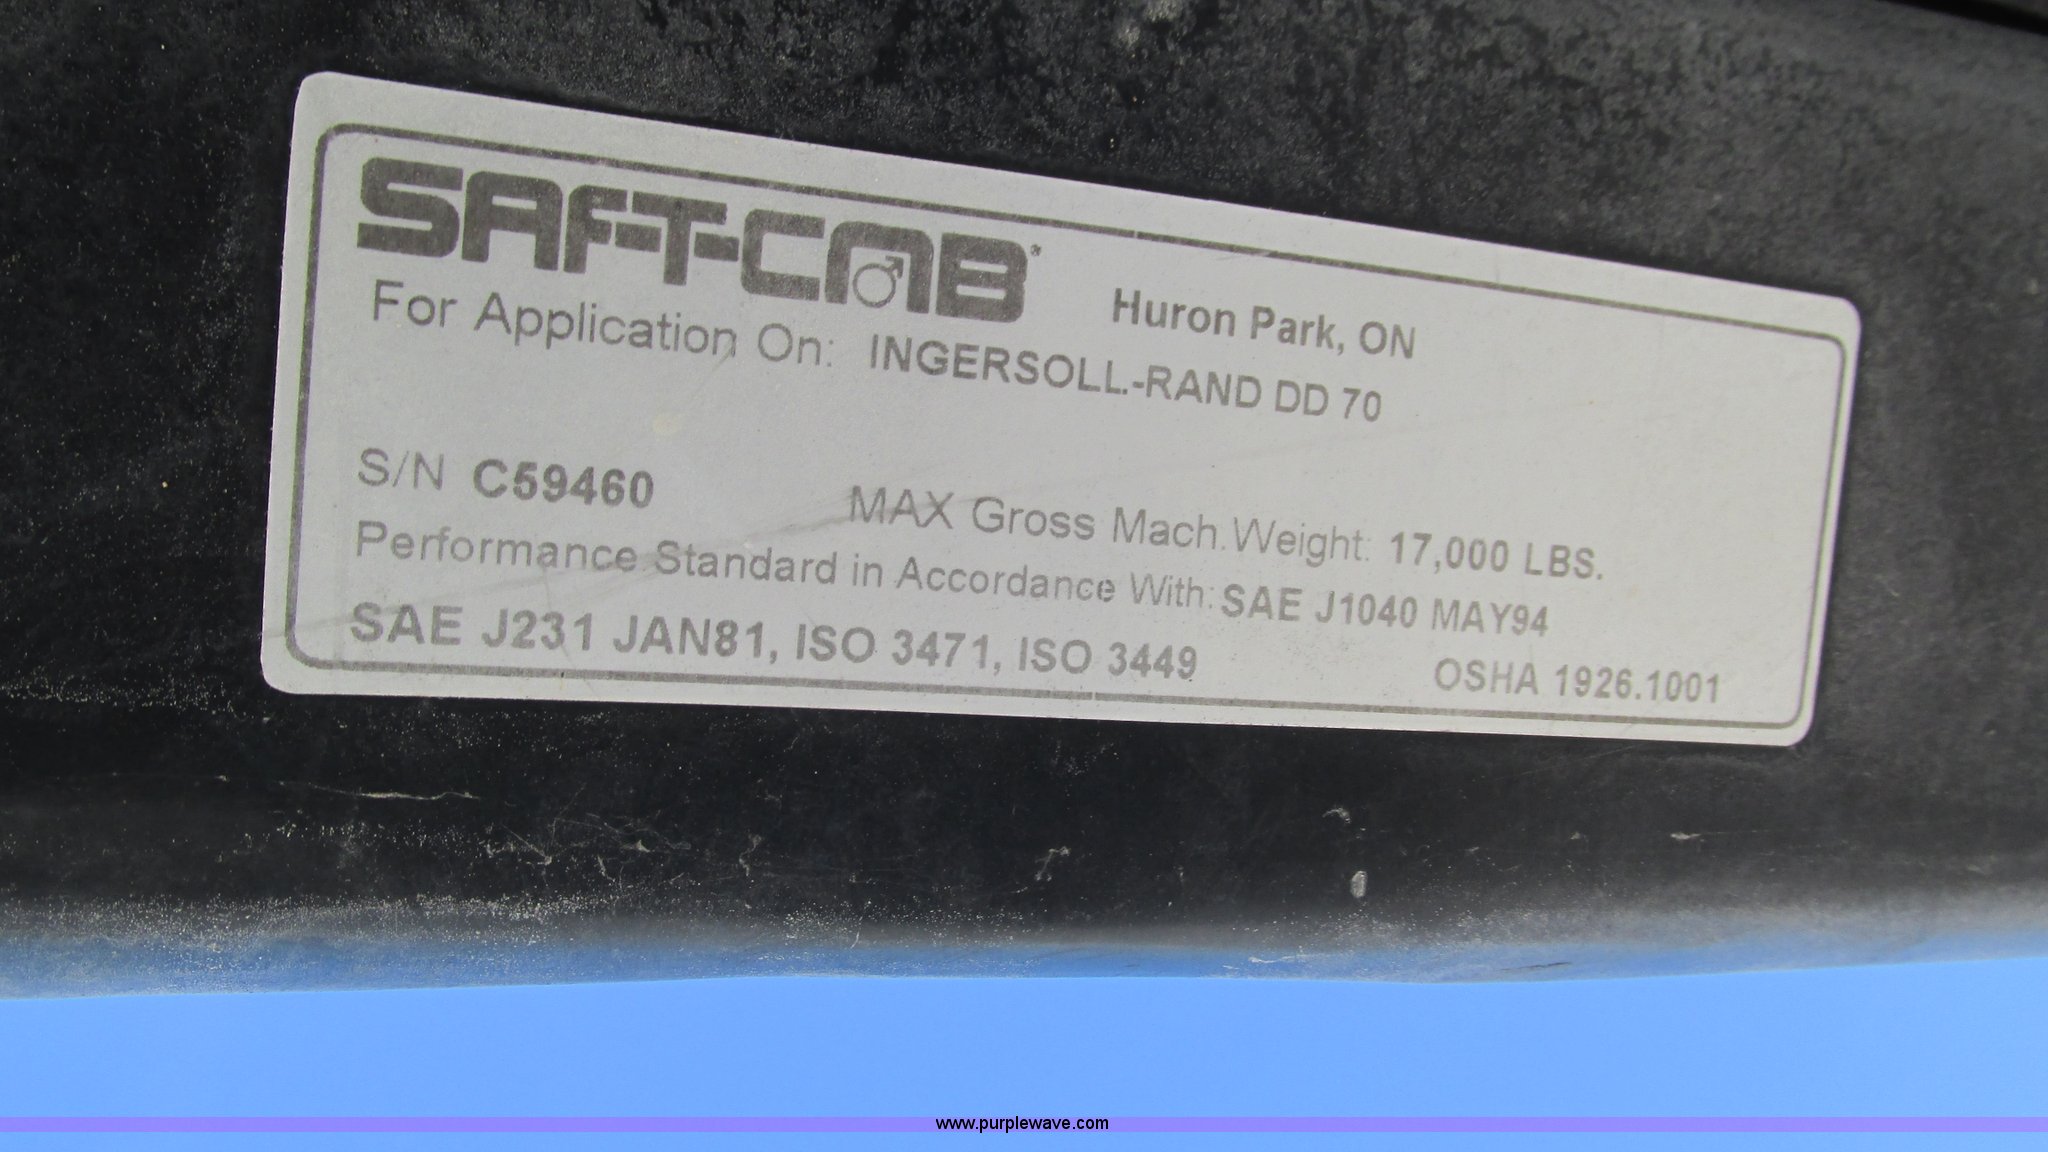 SAFT-CAB
Huron Park, ON
For Application On: INGERSOLL-RAND DD 70
S/N C59460 MAX Gross Mach. Weight: 17,000 LBS.
Performance Standard in Accordance With: SAE J1040 MAY94
SAE J231 JAN81, ISO 3471, ISO 3449 OSHA 1926.1001
www.purplewave.com